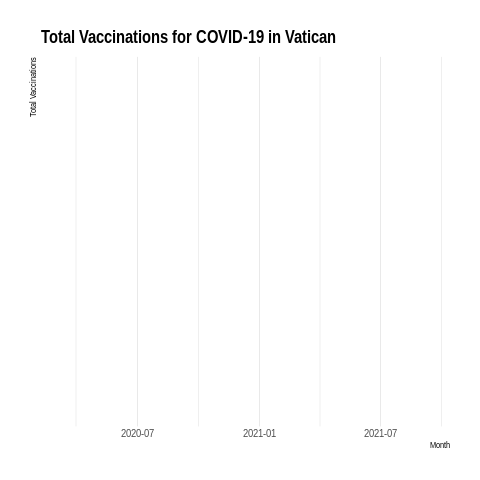 Total Vaccinations for COVID-19 in Vatican
Total Vaccinations
2020-07
2021-01
2021-07
Month